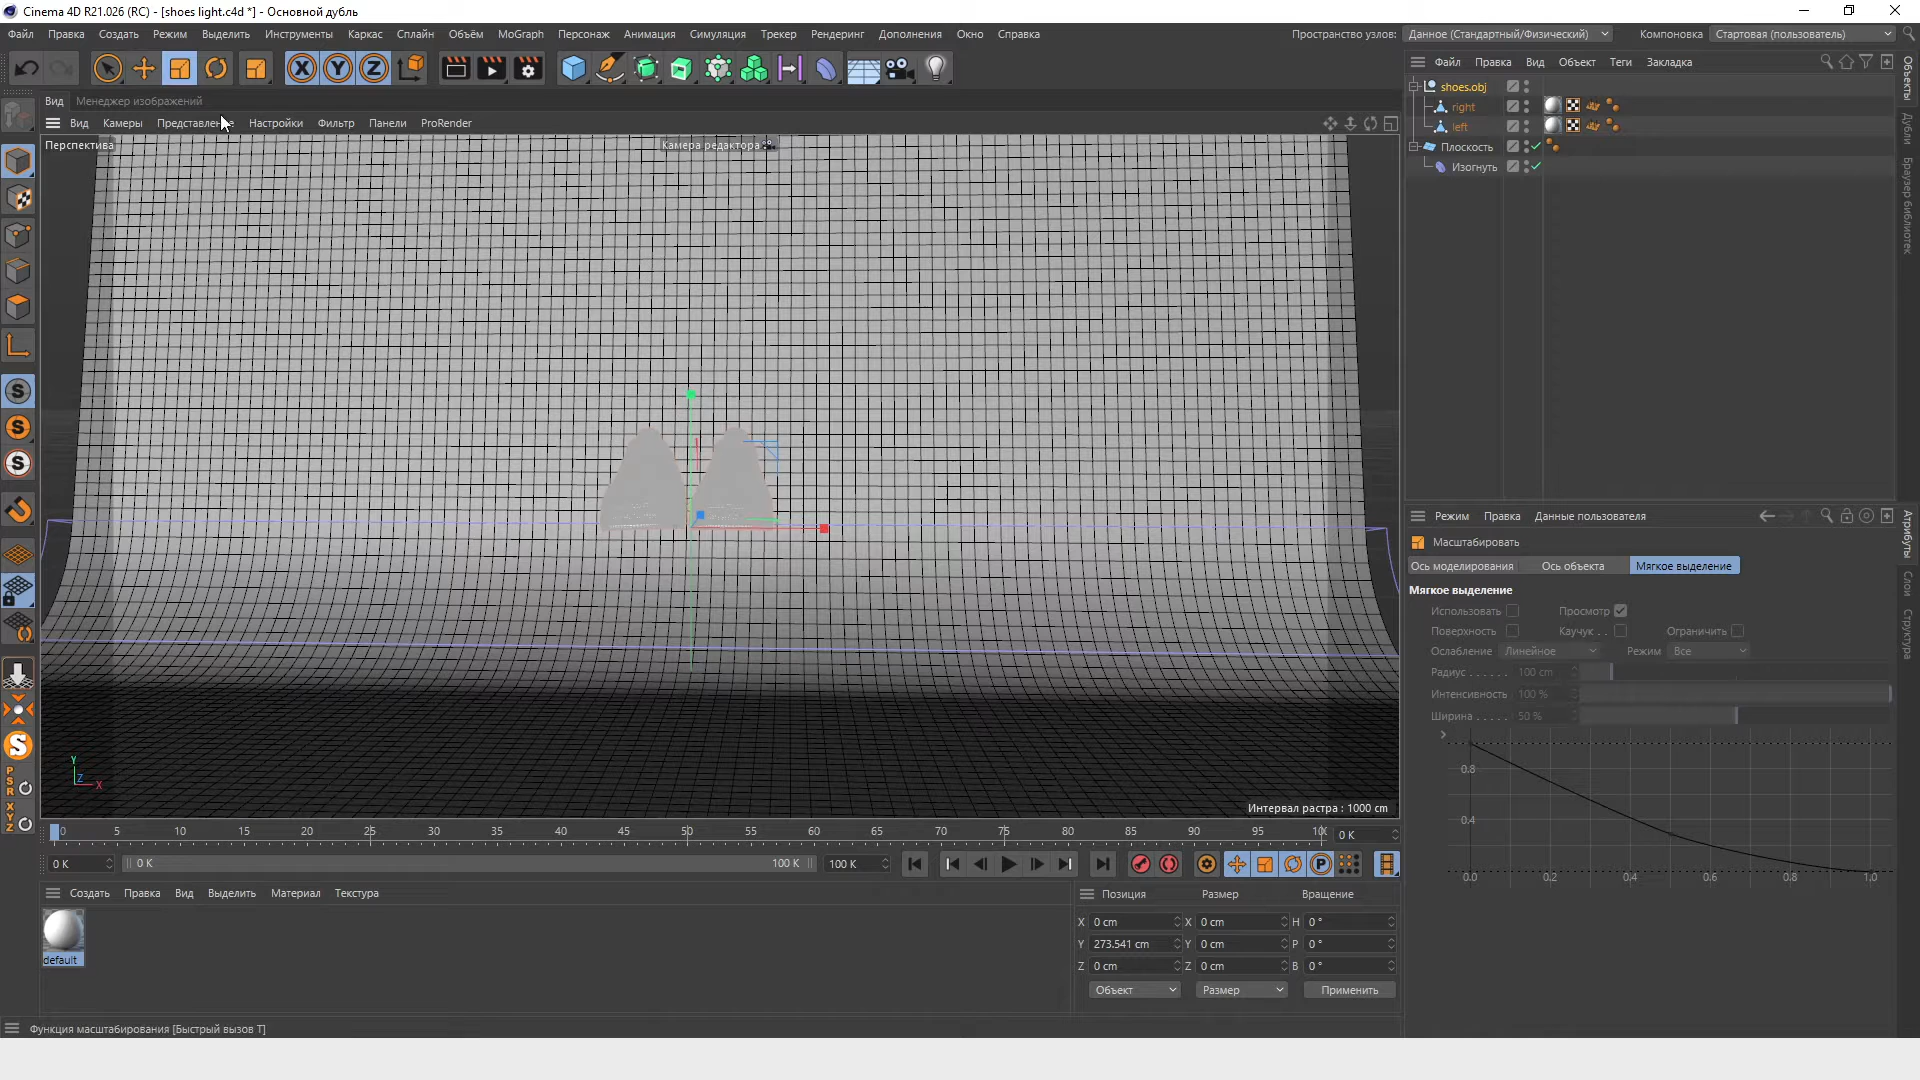 Cinema 4D R21.026 (RC) - [shoes light.c4d *] - Основной дубль
Файл Правка Создать Режим Выделить Инструменты Каркас Сплайн Объём MoGraph Персонаж Анимация Симуляция Трекер Рендеринг Дополнения Окно Справка Пространство узлов: Данное (Стандартный/Физический) Компоновка Стартовая (пользователь)
X Y Z
Файл Правка Вид Объект Теги Закладка
Вид Менеджер изображений
Вид Камеры Представление Настройки Фильтр Панели ProRender
Перспектива
Камера редактора
shoes.obj
right
left
Плоскость
Изогнуть
Объекты
Дубли
Браузер библиотек
Режим Правка Данные пользователя
Масштабировать
Ось моделирования Ось объекта Мягкое выделение
Мягкое выделение
Использовать Просмотр
Поверхность Каучук . . Ограничить
Ослабление Линейное Режим Все
Радиус . . . . . . 100 cm
Интенсивность 100 %
Ширина . . . . . 50 %
0.8
0.4
0.0 0.2 0.4 0.6 0.8 1.0
Атрибуты
Слои
Структура
S
S
S
S
P
S
R
X
Y
Z
Y
Z
X
Интервал растра : 1000 cm
0 5 10 15 20 25 30 35 40 45 50 55 60 65 70 75 80 85 90 95 0 K
0 K 0 K 100 K 100 K P
Создать Правка Вид Выделить Материал Текстура
default
Позиция Размер Вращение
X 0 cm X 0 cm H 0 °
Y 273.541 cm Y 0 cm P 0 °
Z 0 cm Z 0 cm B 0 °
Объект Размер Применить
Функция масштабирования [Быстрый вызов T]